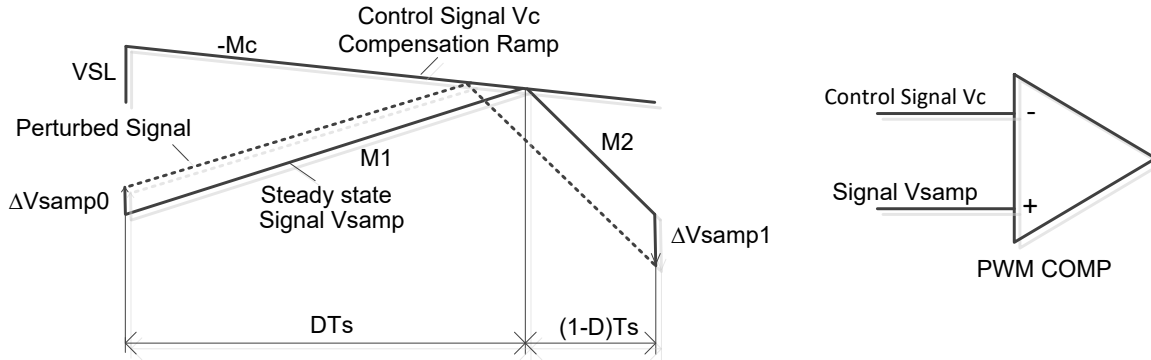 Control Signal Vc
Compensation Ramp
-Mc
VSL
Perturbed Signal
M1
M2
Steady state
Signal Vsamp
ΔVsamp0
ΔVsamp1
DTs
(1-D)Ts
Control Signal Vc
-
Signal Vsamp
+
PWM COMP